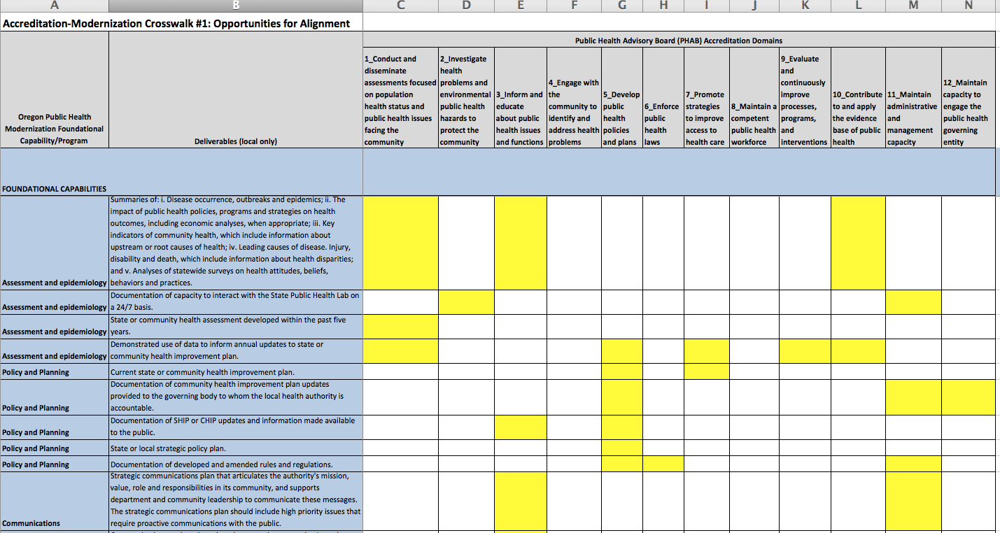 A B C D E F G H I J K L M N
Accreditation-Modernization Crosswalk #1: Opportunities for Alignment
Public Health Advisory Board (PHAB) Accreditation Domains
Oregon Public Health
Modernization Foundational
Capability/Program
Deliverables (local only)
1_Conduct and
disseminate
assessments focused
on population
health status and
public health issues
facing the
community
2_Investigate
health
problems and
environmental
public health
hazards to
protect the
community
3_Inform and
educate
about public
health issues
and functions
4_Engage with
the
community to
identify and
address health
problems
5_Develop
public
health
policies
and plans
6_Enforce
public
health
laws
7_Promote
strategies
to improve
access to
health care
8_Maintain a
competent
public health
workforce
9_Evaluate
and
continuously
improve
processes,
programs,
and
interventions
10_Contribute
to and apply
the evidence
base of public
health
11_Maintain
administrative
and
management
capacity
12_Maintain
capacity to
engage the
public health
governing
entity
FOUNDATIONAL CAPABILITIES
Assessment and epidemiology
Summaries of: i. Disease occurrence, outbreaks and epidemics; ii. The
impact of public health policies, programs and strategies on health
outcomes, including economic analyses, when appropriate; iii. Key
indicators of community health, which include information about
upstream or root causes of health; iv. Leading causes of disease. Injury,
disability and death, which include information about health disparities;
and v. Analyses of statewide surveys on health attitudes, beliefs,
behaviors and practices.
Assessment and epidemiology
Documentation of capacity to interact with the State Public Health Lab on
a 24/7 basis.
Assessment and epidemiology
State or community health assessment developed within the past five
years.
Assessment and epidemiology
Demonstrated use of data to inform annual updates to state or
community health improvement plan.
Policy and Planning
Current state or community health improvement plan.
Policy and Planning
Documentation of community health improvement plan updates
provided to the governing body to whom the local health authority is
accountable.
Policy and Planning
Documentation of SHIP or CHIP updates and information made available
to the public.
Policy and Planning
State or local strategic policy plan.
Policy and Planning
Documentation of developed and amended rules and regulations.
Communications
Strategic communications plan that articulates the authority's mission,
value, role and responsibilities in its community, and supports
department and community leadership to communicate these messages.
The strategic communications plan should include high priority issues that
require proactive communications with the public.